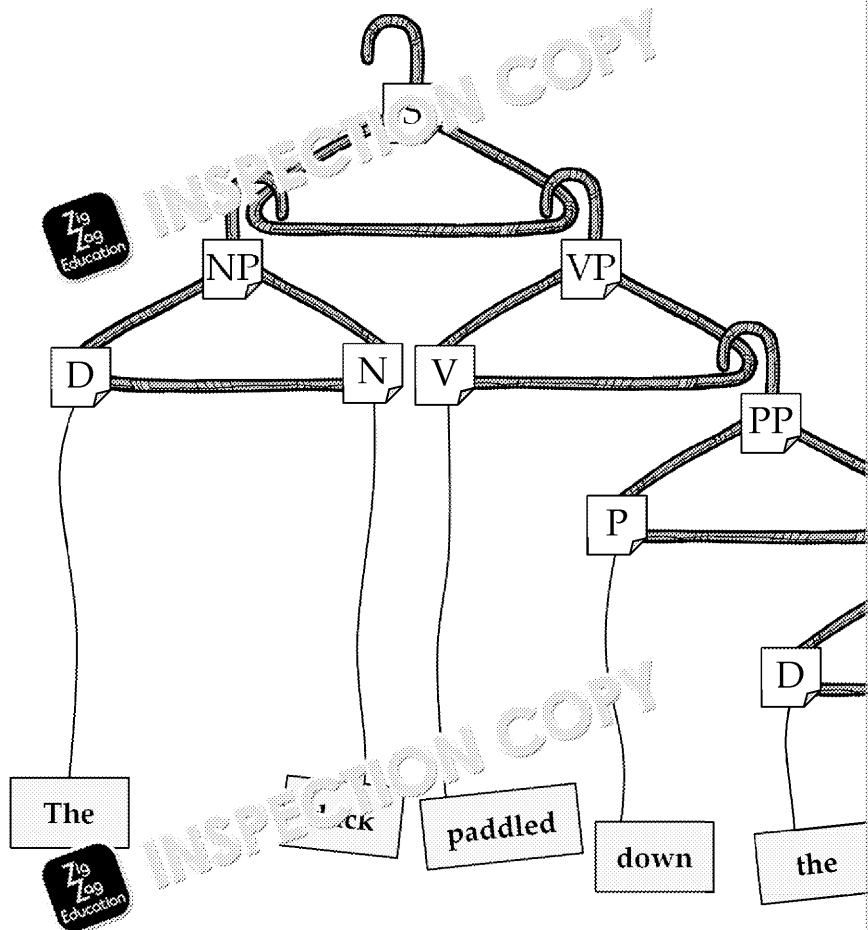 INSPECTION COPY
S
Zig
Zag
Education
NP
VP
D
N
V
PP
P
D
INSPECTION COPY
The
paddled
down
the
Zig
Zag
Education